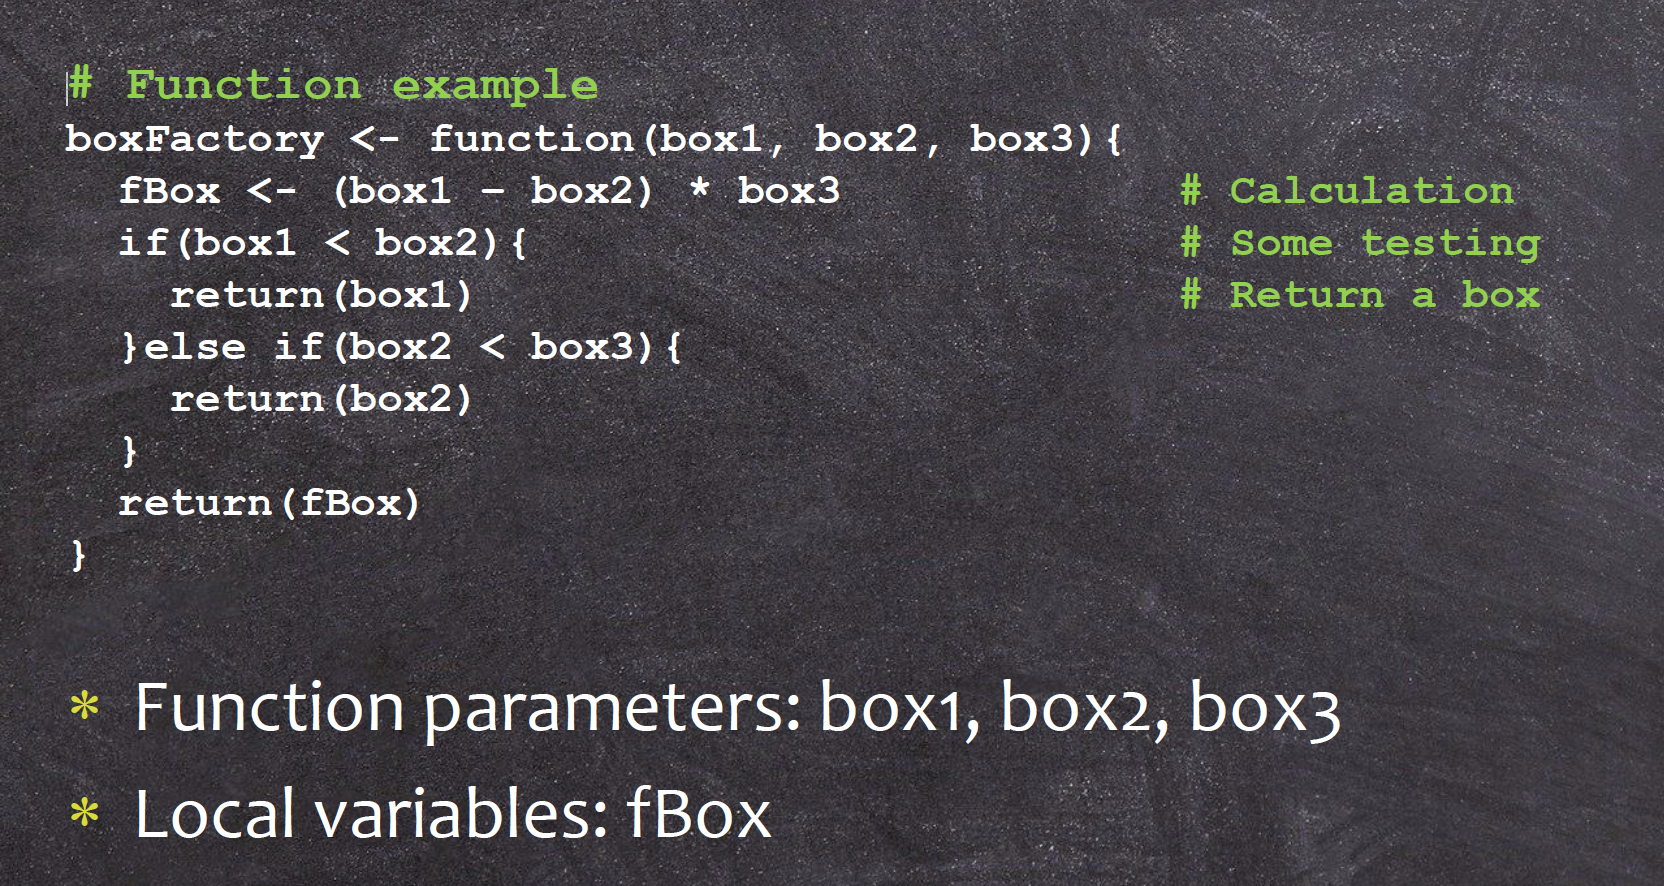 # Function example
boxFactory <- function(box1, box2, box3){
  fBox <- (box1 – box2) * box3 # Calculation
  if(box1 < box2){ # Some testing
    return(box1) # Return a box
  }else if(box2 < box3){
    return(box2)
  }
  return(fBox)
}
* Function parameters: box1, box2, box3
* Local variables: fBox